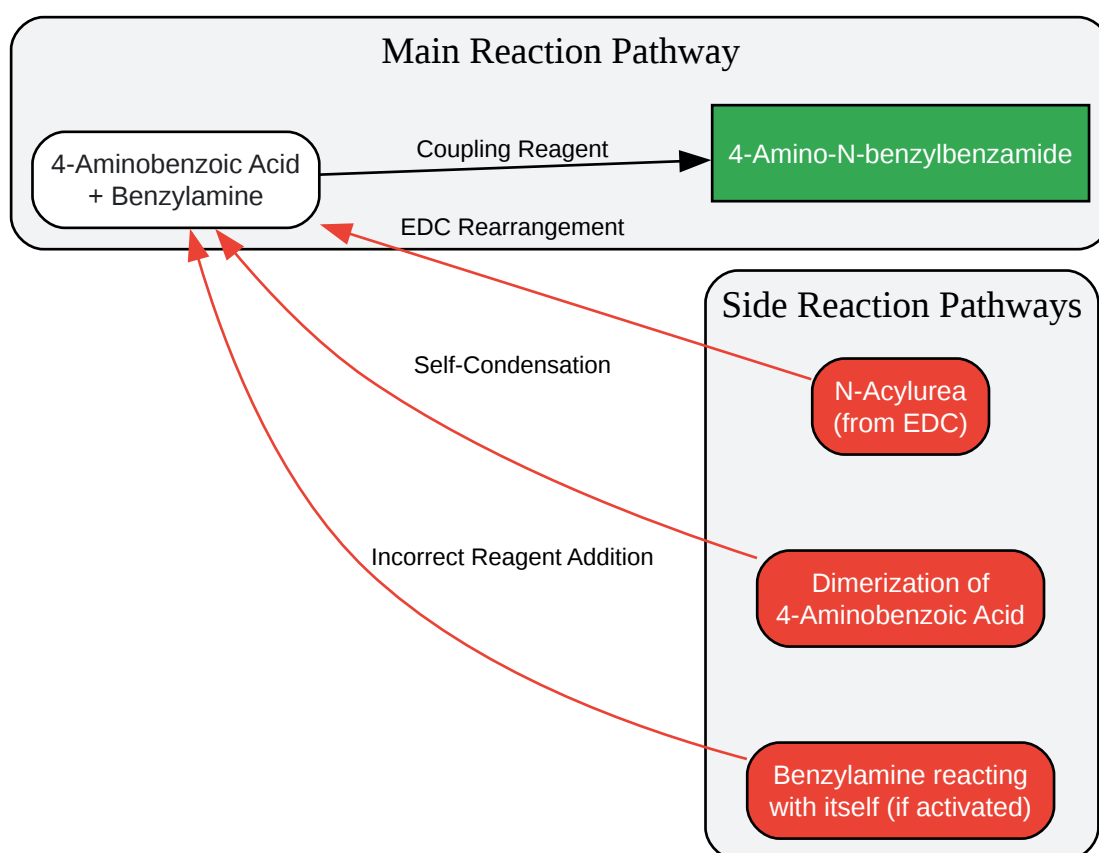 Main Reaction Pathway
4-Aminobenzoic Acid
+ Benzylamine
Coupling Reagent
4-Amino-N-benzylbenzamide
EDC Rearrangement
Side Reaction Pathways
Self-Condensation
N-Acylurea
(from EDC)
Incorrect Reagent Addition
Dimerization of
4-Aminobenzoic Acid
Benzylamine reacting
with itself (if activated)